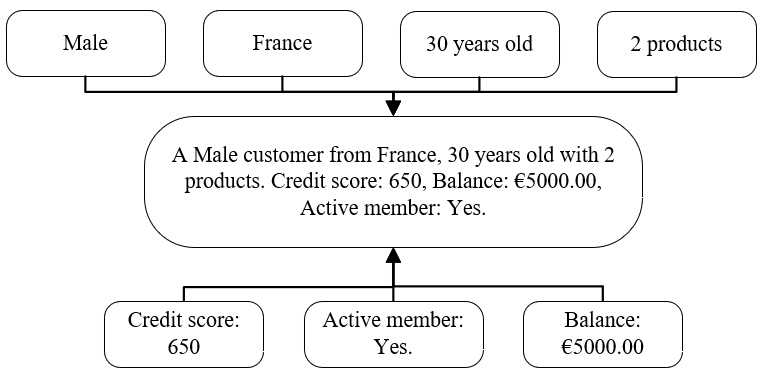 Male
France
30 years old
2 products
A Male customer from France, 30 years old with 2
products. Credit score: 650, Balance: €5000.00,
Active member: Yes.
Credit score:
650
Active member:
Yes.
Balance:
€5000.00